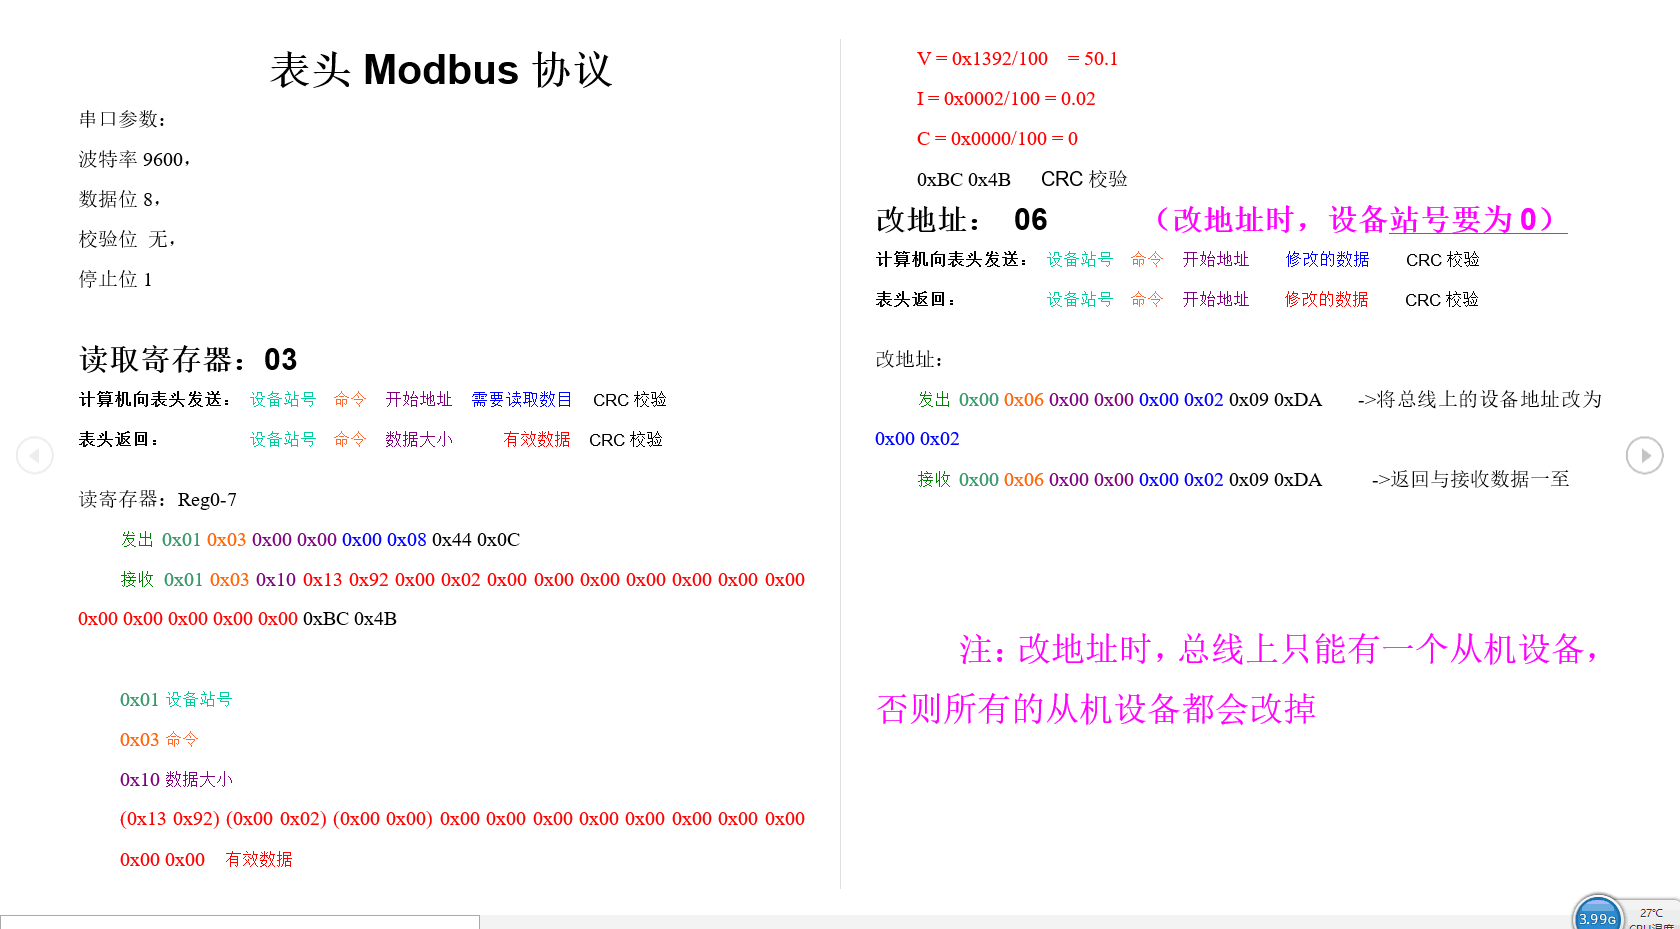 表头 Modbus 协议
串口参数：
波特率 9600，
数据位 8，
校验位 无，
停止位 1
读取寄存器：03
计算机向表头发送： 设备站号 命令 开始地址 需要读取数目 CRC 校验
表头返回： 设备站号 命令 数据大小 有效数据 CRC 校验
读寄存器：Reg0-7
发出 0x01 0x03 0x00 0x00 0x00 0x08 0x44 0x0C
接收 0x01 0x03 0x10 0x13 0x92 0x00 0x02 0x00 0x00 0x00 0x00 0x00 0x00 0x00
0x00 0x00 0x00 0x00 0x00 0xBC 0x4B
0x01 设备站号
0x03 命令
0x10 数据大小
(0x13 0x92) (0x00 0x02) (0x00 0x00) 0x00 0x00 0x00 0x00 0x00 0x00 0x00 0x00
0x00 0x00 有效数据
V = 0x1392/100 = 50.1
I = 0x0002/100 = 0.02
C = 0x0000/100 = 0
0xBC 0x4B CRC 校验
改地址： 06 （改地址时，设备站号要为 0）
计算机向表头发送： 设备站号 命令 开始地址 修改的数据 CRC 校验
表头返回： 设备站号 命令 开始地址 修改的数据 CRC 校验
改地址：
发出 0x00 0x06 0x00 0x00 0x00 0x02 0x09 0xDA ->将总线上的设备地址改为
0x00 0x02
接收 0x00 0x06 0x00 0x00 0x00 0x02 0x09 0xDA ->返回与接收数据一至
注：改地址时，总线上只能有一个从机设备，
否则所有的从机设备都会改掉
3.99G
27℃
CPU温度